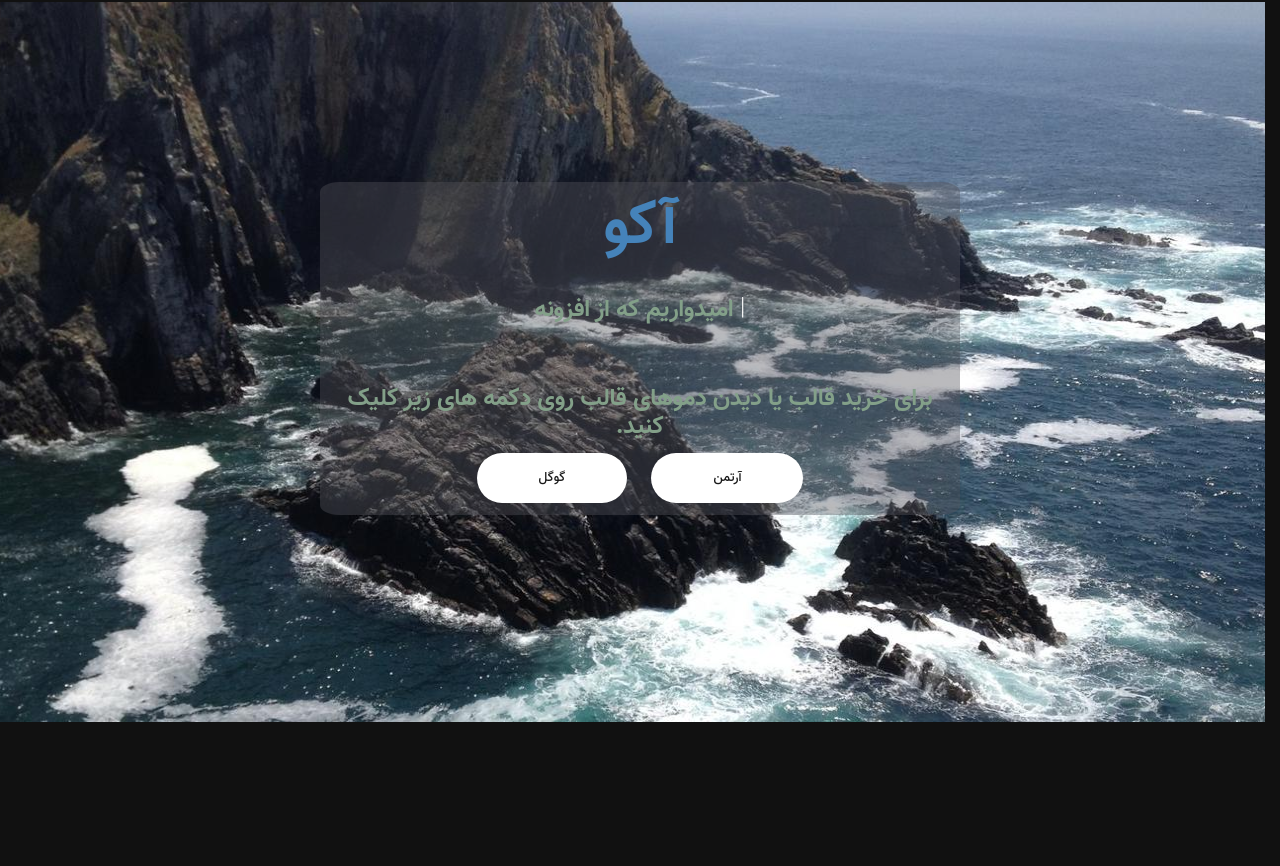 آکو
امیدواریم که از افزونه
برای خرید قالب یا دیدن دموهای قالب روی دکمه های زیر کلیک
کنید.
آرتمن
گوگل